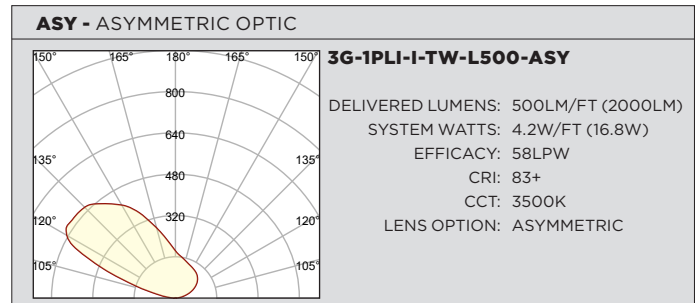 ASY - ASYMMETRIC OPTIC
150° 165° 180° 165° 150°
3G-1PLI-I-TW-L500-ASY
800
DELIVERED LUMENS: 500LM/FT (2000LM)
640
SYSTEM WATTS: 4.2W/FT (16.8W)
135° 135°
EFFICACY: 58LPW
480
CRI: 83+
CCT: 3500K
120° 320 120°
LENS OPTION: ASYMMETRIC
105° 105°